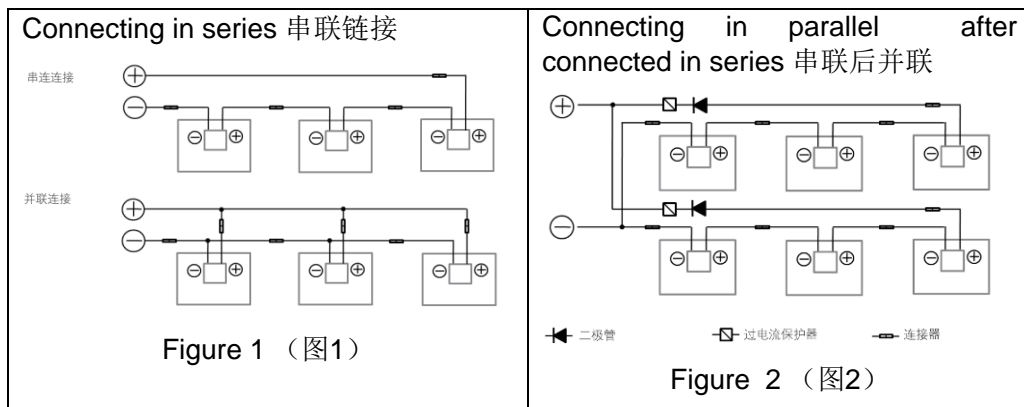 Connecting in series 串联链接
串连连接
并联连接
Figure 1 （图1）
Connecting in parallel after
connected in series 串联后并联
二极管
过电流保护器
连接器
Figure 2 （图2）